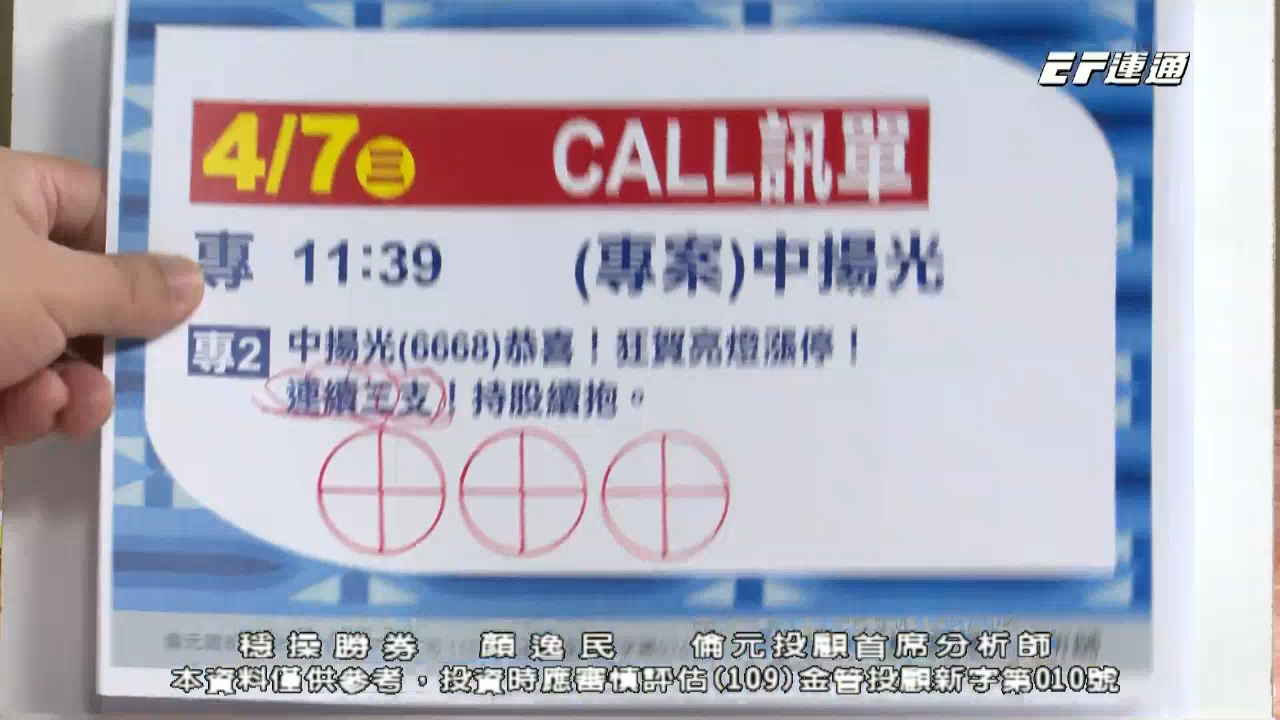 EF運通
4/7三 CALL訊單
專 11:39 (專案)中揚光
專2 中揚光(6668)恭喜！狂賀亮燈漲停！
連續三支！持股續抱。
穩操勝券 顏逸民 倫元投顧首席分析師
本資料僅供參考，投資時應審慎評估(109)金管投顧新字第010號